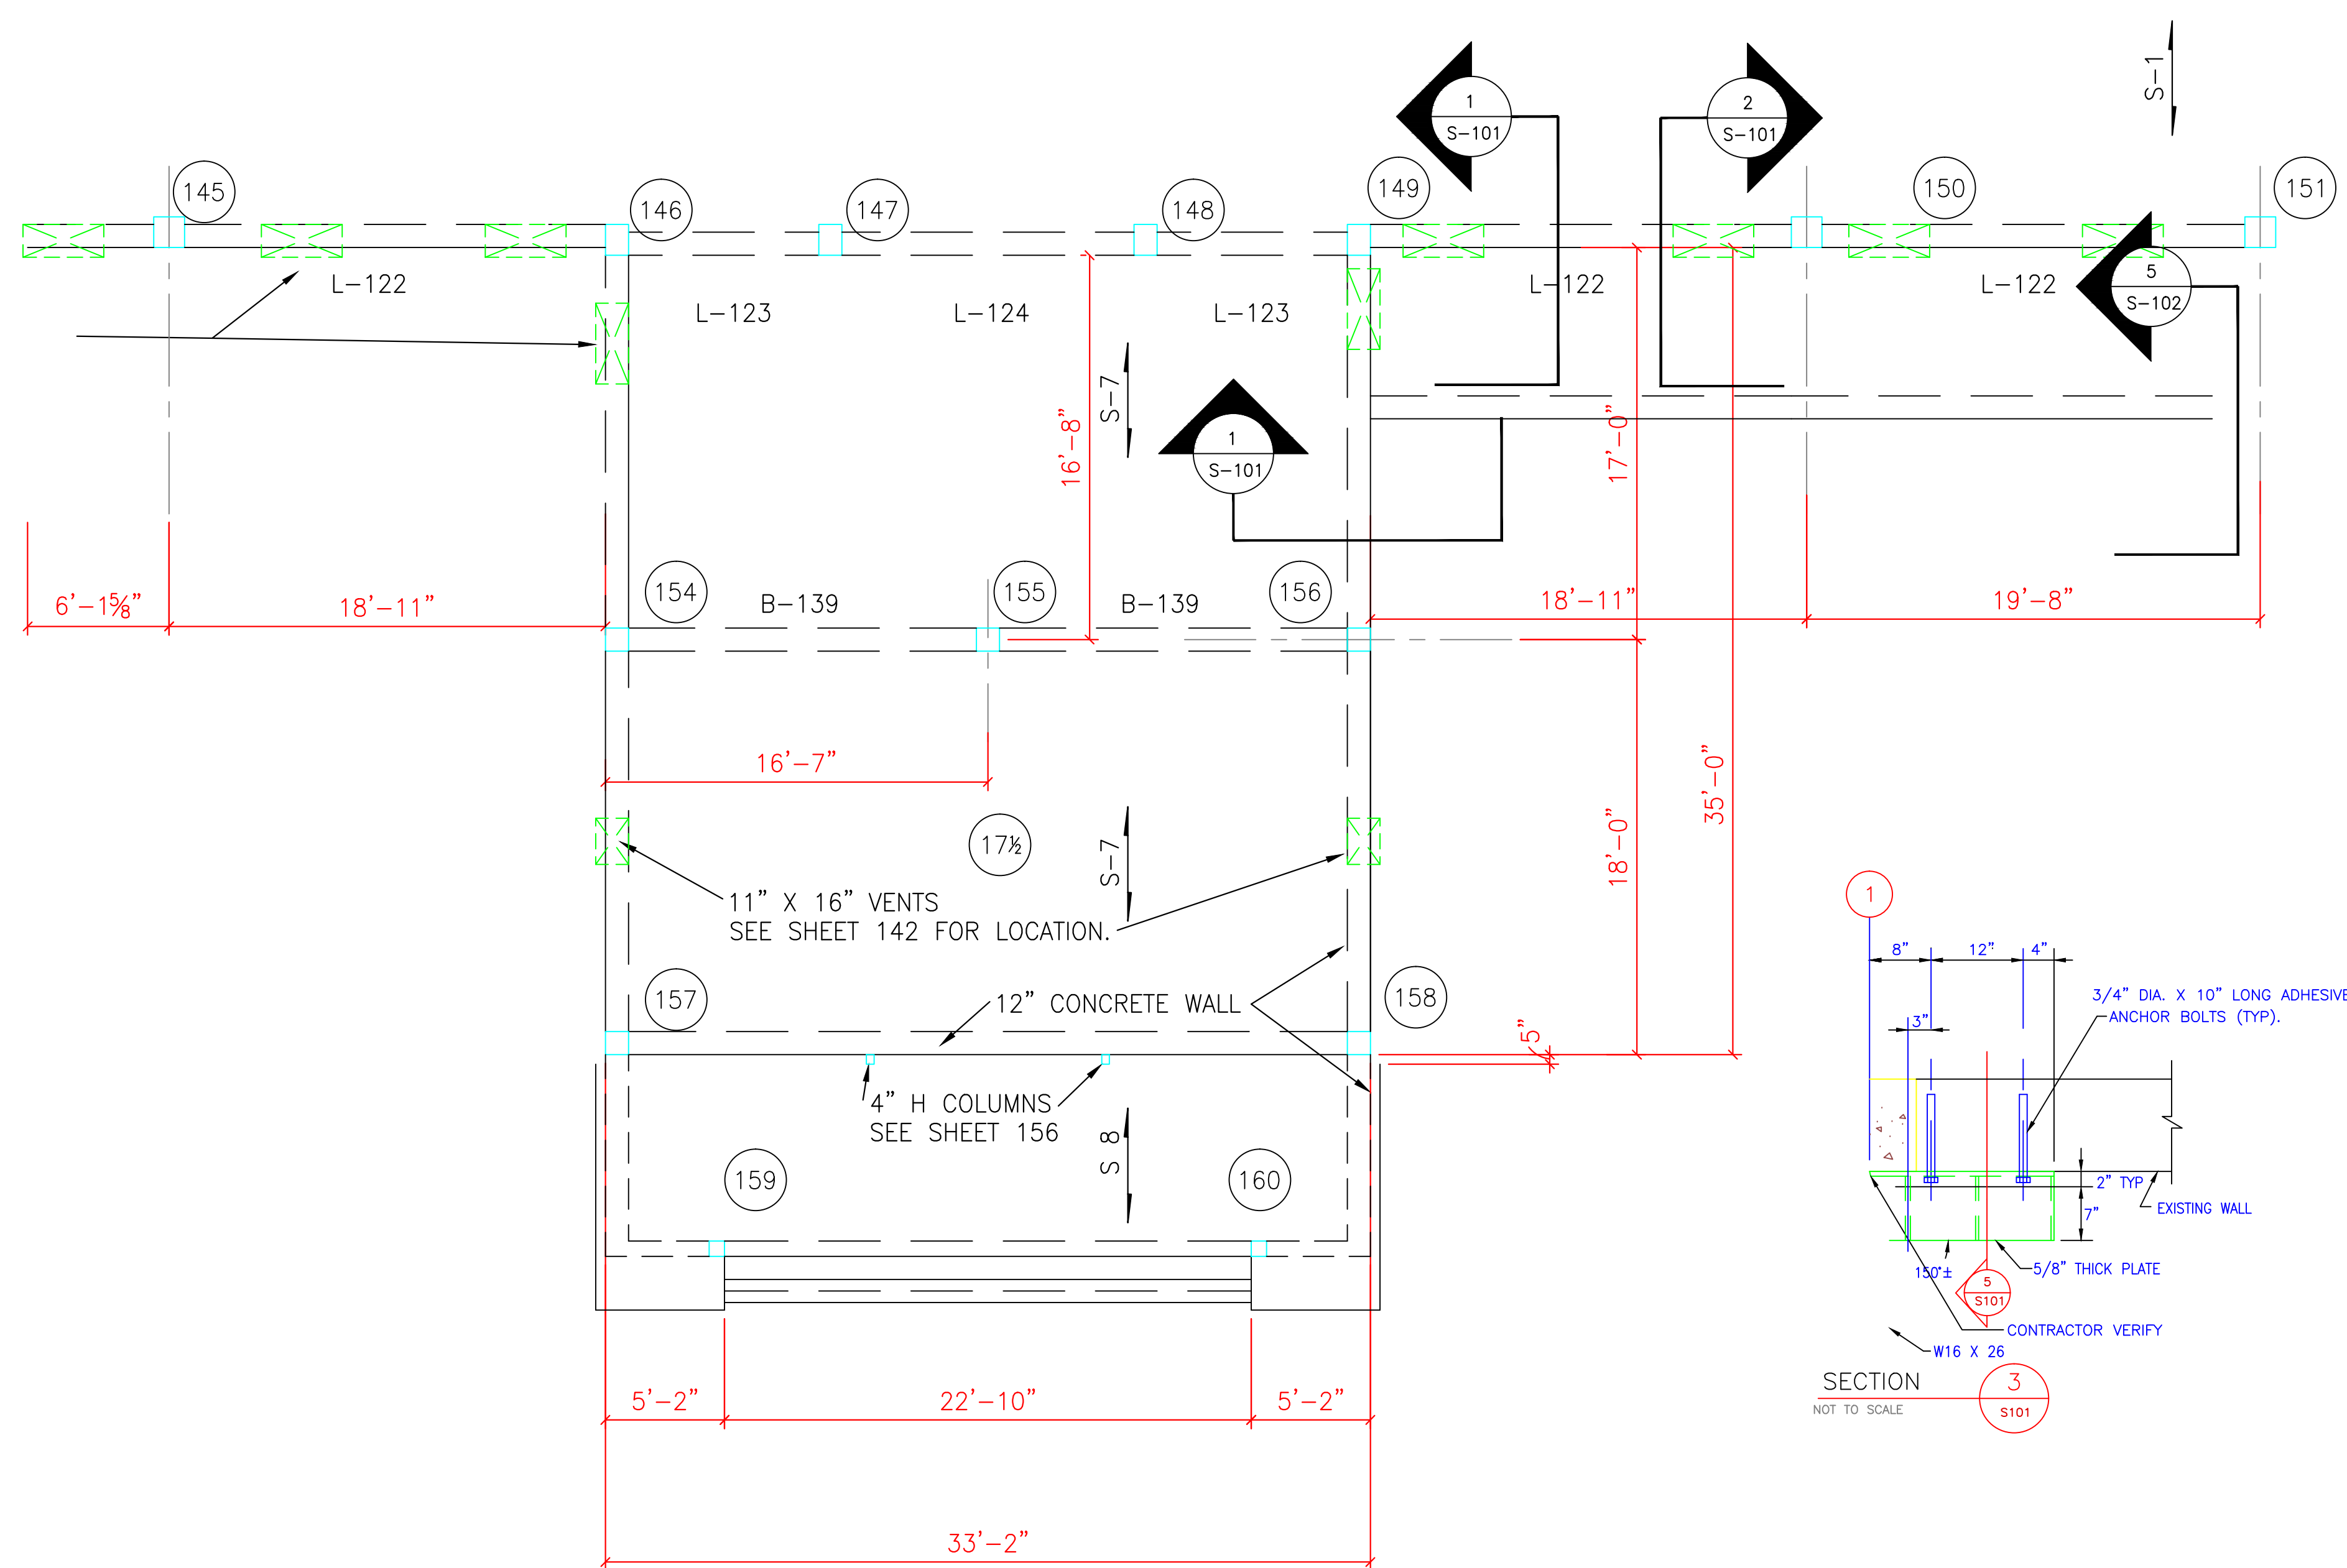 S-1
1
S-101
2
S-101
145
146
147
148
149
150
151
5
S-102
L-122
L-123
L-124
L-123
L-122
L-122
S-7
16'-8"
17'-0"
1
S-101
6'-1⅝"
18'-11"
154
B-139
155
B-139
156
18'-11"
19'-8"
16'-7"
35'-0"
17½
S-7
18'-0"
11" X 16" VENTS
SEE SHEET 142 FOR LOCATION.
157
12" CONCRETE WALL
158
5"
4" H COLUMNS
SEE SHEET 156
S 8
159
160
5'-2"
22'-10"
5'-2"
33'-2"
1
8"
12"
4"
3/4" DIA. X 10" LONG ADHESIVE
ANCHOR BOLTS (TYP).
3"
2" TYP
EXISTING WALL
7"
150°±
5/8" THICK PLATE
5
S101
CONTRACTOR VERIFY
W16 X 26
SECTION
3
NOT TO SCALE
S101